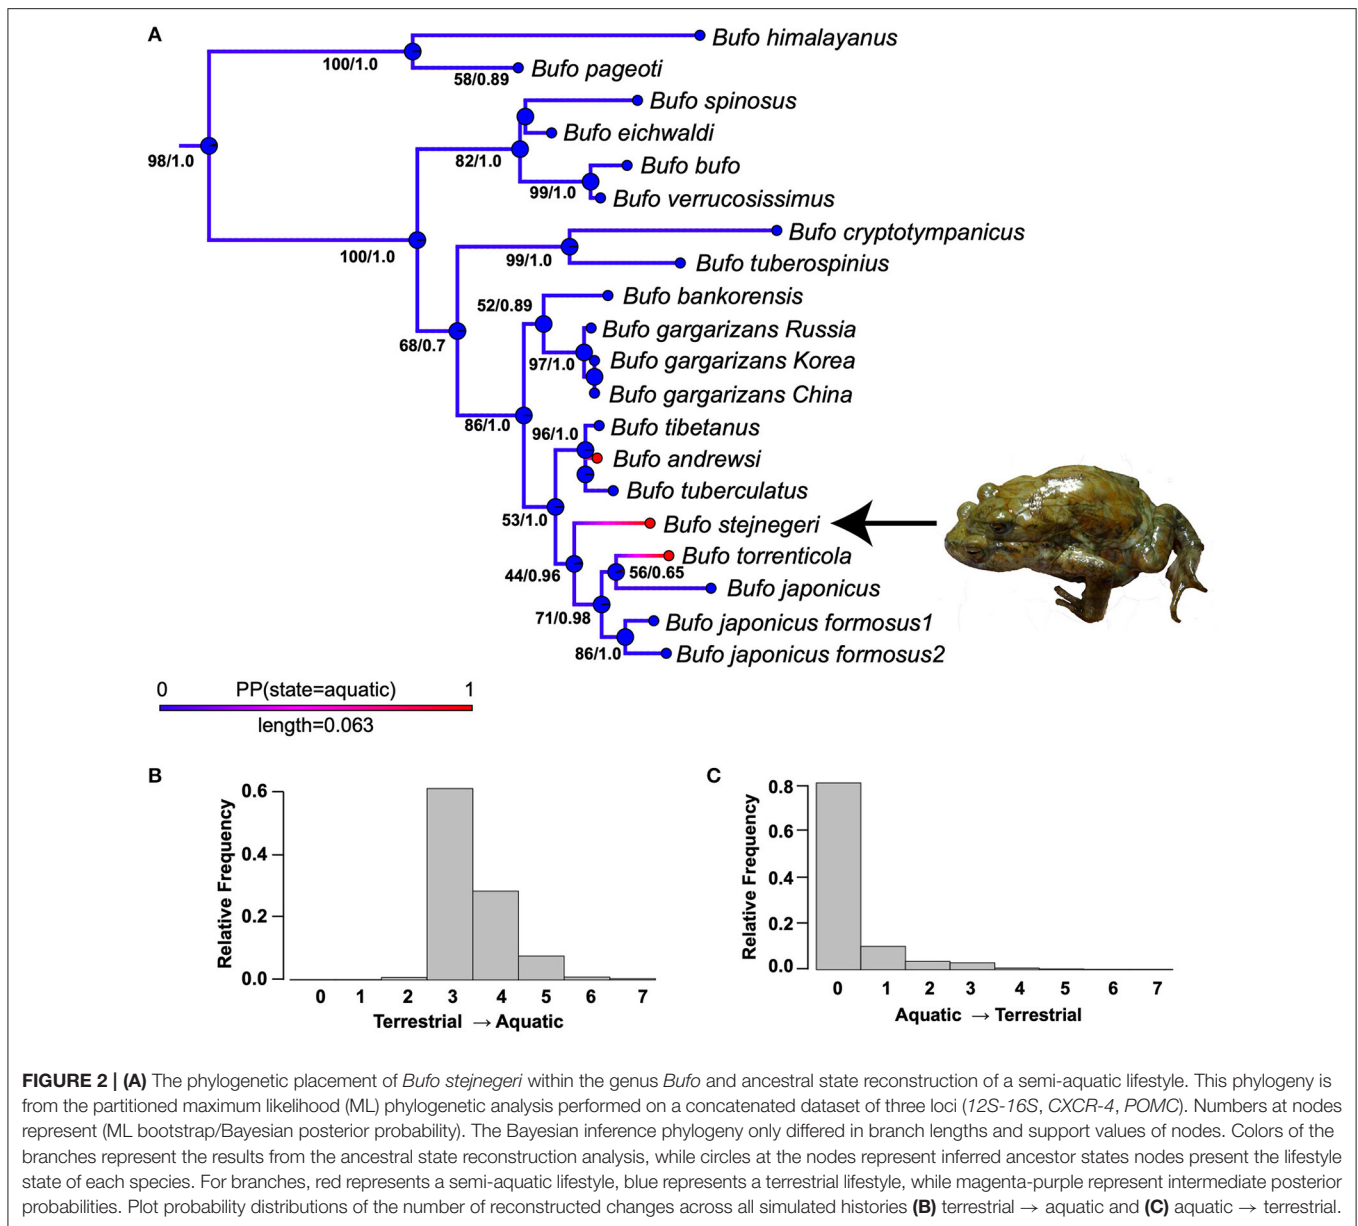 A
Bufo himalayanus
100/1.0
58/0.89
Bufo pageoti
Bufo spinosus
Bufo eichwaldi
98/1.0
82/1.0
Bufo bufo
99/1.0
Bufo verrucosissimus
Bufo cryptotympanicus
100/1.0
99/1.0
Bufo tuberospinius
52/0.89
Bufo bankorensis
Bufo gargarizans Russia
68/0.7
97/1.0
Bufo gargarizans Korea
Bufo gargarizans China
86/1.0
96/1.0
Bufo tibetanus
Bufo andrewsi
Bufo tuberculatus
53/1.0
Bufo stejnegeri
Bufo torrenticola
44/0.96
56/0.65
Bufo japonicus
71/0.98
Bufo japonicus formosus1
86/1.0
Bufo japonicus formosus2
0 PP(state=aquatic) 1
length=0.063
B
Relative Frequency
0.6
0.4
0.2
0.0
0 1 2 3 4 5 6 7
Terrestrial → Aquatic
C
Relative Frequency
0.8
0.6
0.4
0.2
0.0
0 1 2 3 4 5 6 7
Aquatic → Terrestrial
FIGURE 2 | (A) The phylogenetic placement of Bufo stejnegeri within the genus Bufo and ancestral state reconstruction of a semi-aquatic lifestyle. This phylogeny is
from the partitioned maximum likelihood (ML) phylogenetic analysis performed on a concatenated dataset of three loci (12S-16S, CXCR-4, POMC). Numbers at nodes
represent (ML bootstrap/Bayesian posterior probability). The Bayesian inference phylogeny only differed in branch lengths and support values of nodes. Colors of the
branches represent the results from the ancestral state reconstruction analysis, while circles at the nodes represent inferred ancestor states nodes present the lifestyle
state of each species. For branches, red represents a semi-aquatic lifestyle, blue represents a terrestrial lifestyle, while magenta-purple represent intermediate posterior
probabilities. Plot probability distributions of the number of reconstructed changes across all simulated histories (B) terrestrial → aquatic and (C) aquatic → terrestrial.